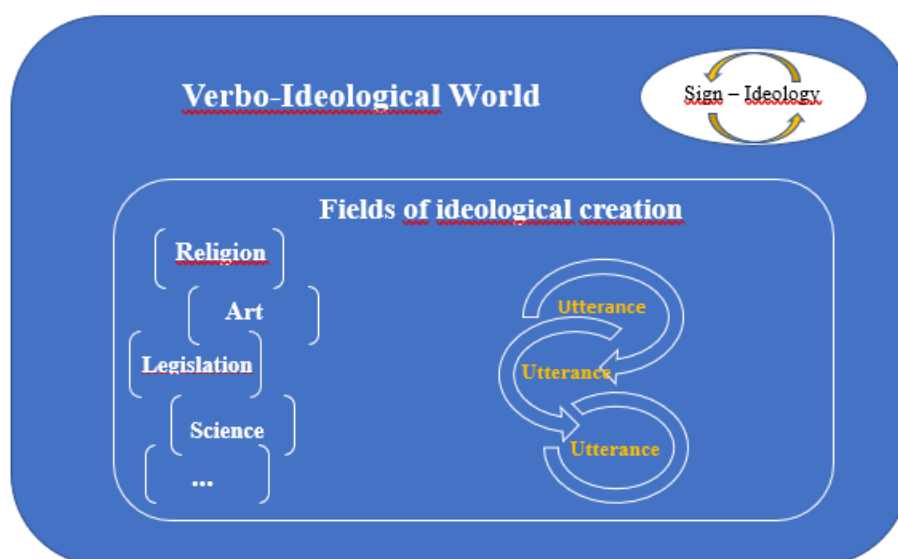 Verbo-Ideological World
Sign – Ideology
Fields of ideological creation
Religion
Art
Legislation
Science
...
Utterance
Utterance
Utterance